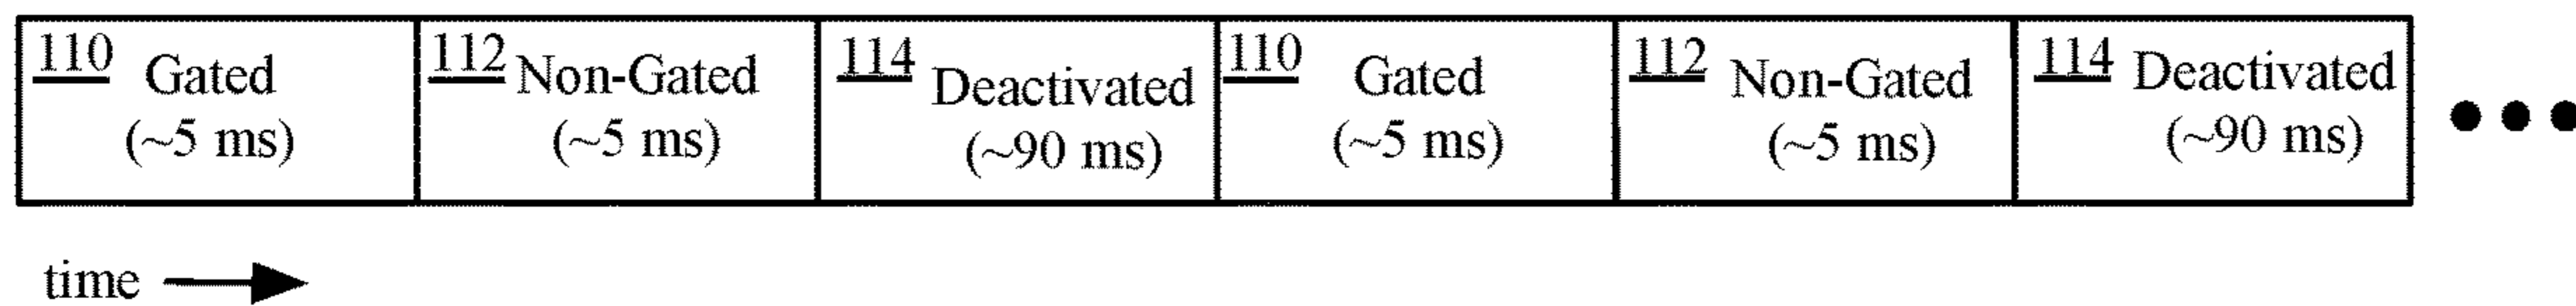 110 Gated
(~5 ms)
112 Non-Gated
(~5 ms)
114 Deactivated
(~90 ms)
110 Gated
(~5 ms)
112 Non-Gated
(~5 ms)
114 Deactivated
(~90 ms)
time